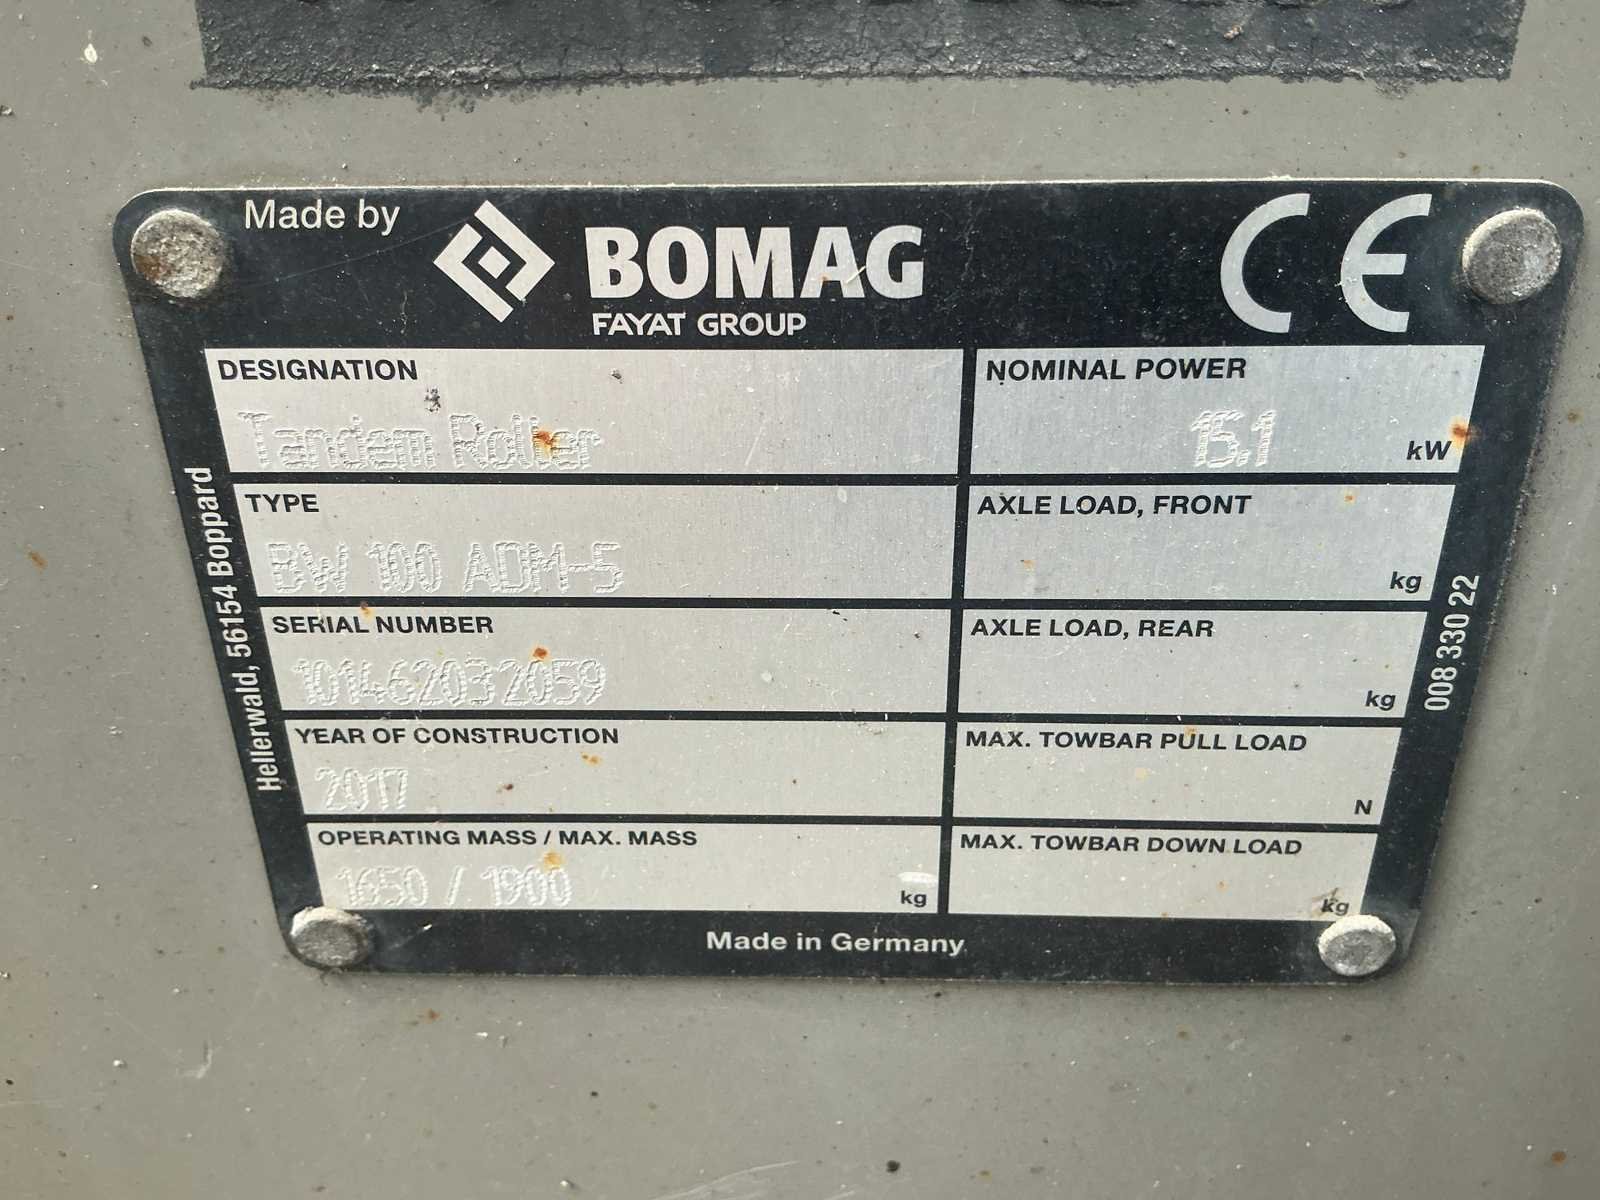 Made by
BOMAG
FAYAT GROUP
CE
DESIGNATION
Tandem Roller
NOMINAL POWER
15.1 kW
TYPE
BW 100 ADM-5
AXLE LOAD, FRONT
kg
SERIAL NUMBER
101462032059
AXLE LOAD, REAR
kg
YEAR OF CONSTRUCTION
2017
MAX. TOWBAR PULL LOAD
N
OPERATING MASS / MAX. MASS
1650 / 1900 kg
MAX. TOWBAR DOWN LOAD
kg
Hellerwald, 56154 Boppard
008 330 22
Made in Germany